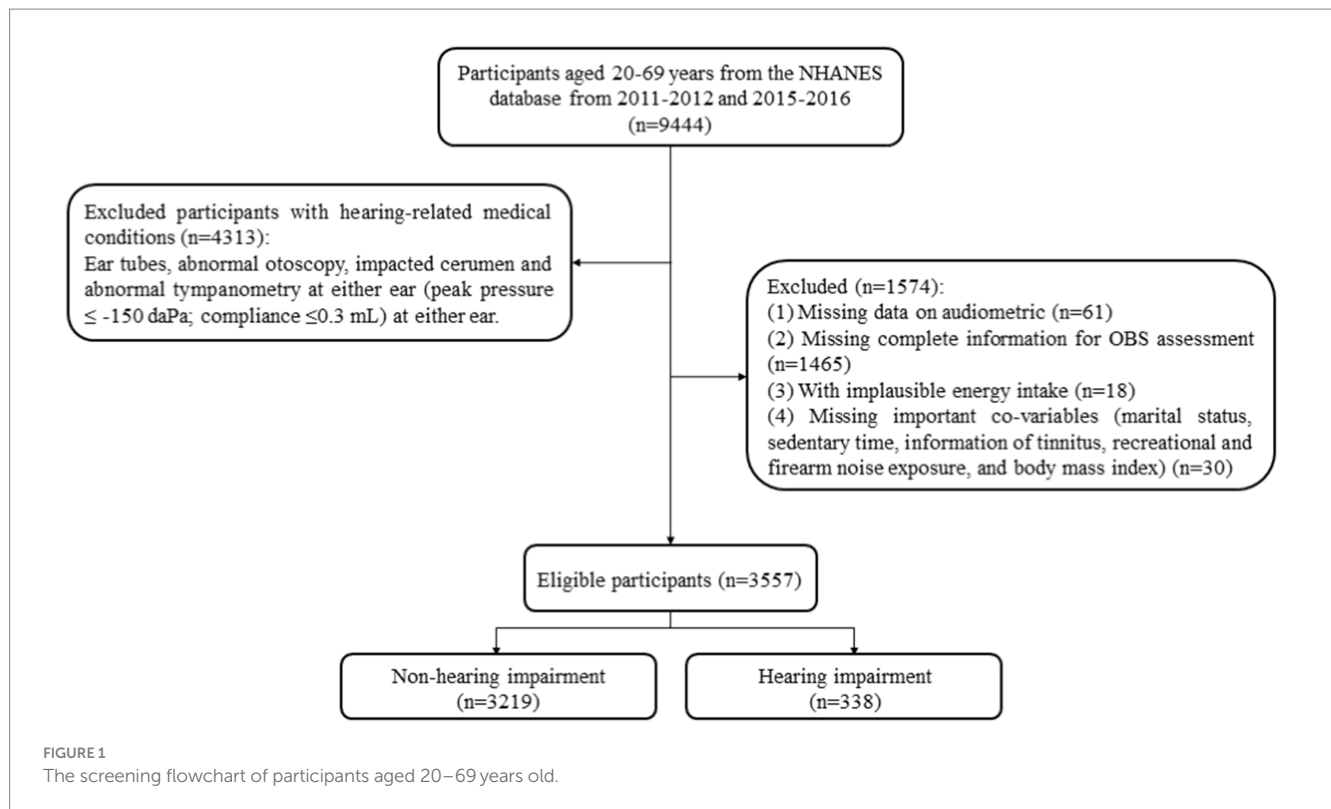 Participants aged 20-69 years from the NHANES
database from 2011-2012 and 2015-2016
(n=9444)
Excluded participants with hearing-related medical
conditions (n=4313):
Ear tubes, abnormal otoscopy, impacted cerumen and
abnormal tympanometry at either ear (peak pressure
≤ -150 daPa; compliance ≤0.3 mL) at either ear.
Excluded (n=1574):
(1) Missing data on audiometric (n=61)
(2) Missing complete information for OBS assessment
(n=1465)
(3) With implausible energy intake (n=18)
(4) Missing important co-variables (marital status,
sedentary time, information of tinnitus, recreational and
firearm noise exposure, and body mass index) (n=30)
Eligible participants (n=3557)
Non-hearing impairment
(n=3219)
Hearing impairment
(n=338)
FIGURE 1
The screening flowchart of participants aged 20–69 years old.